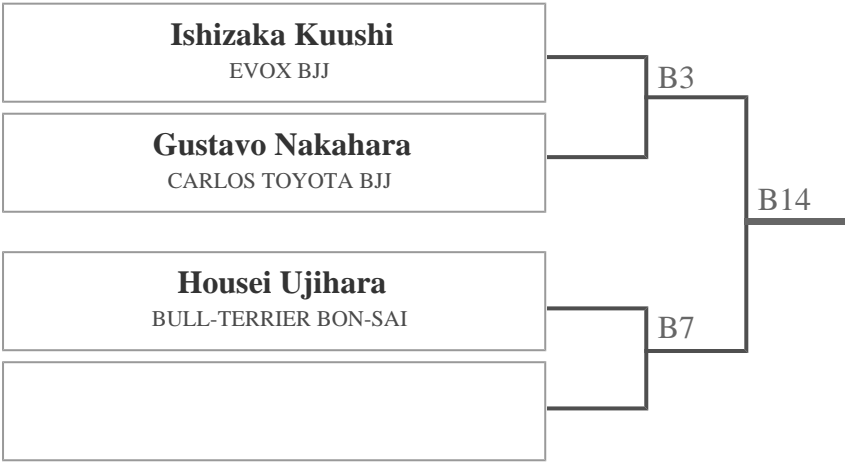 Ishizaka Kuushi
EVOX BJJ
B3
Gustavo Nakahara
CARLOS TOYOTA BJJ
B14
Housei Ujihara
BULL-TERRIER BON-SAI
B7